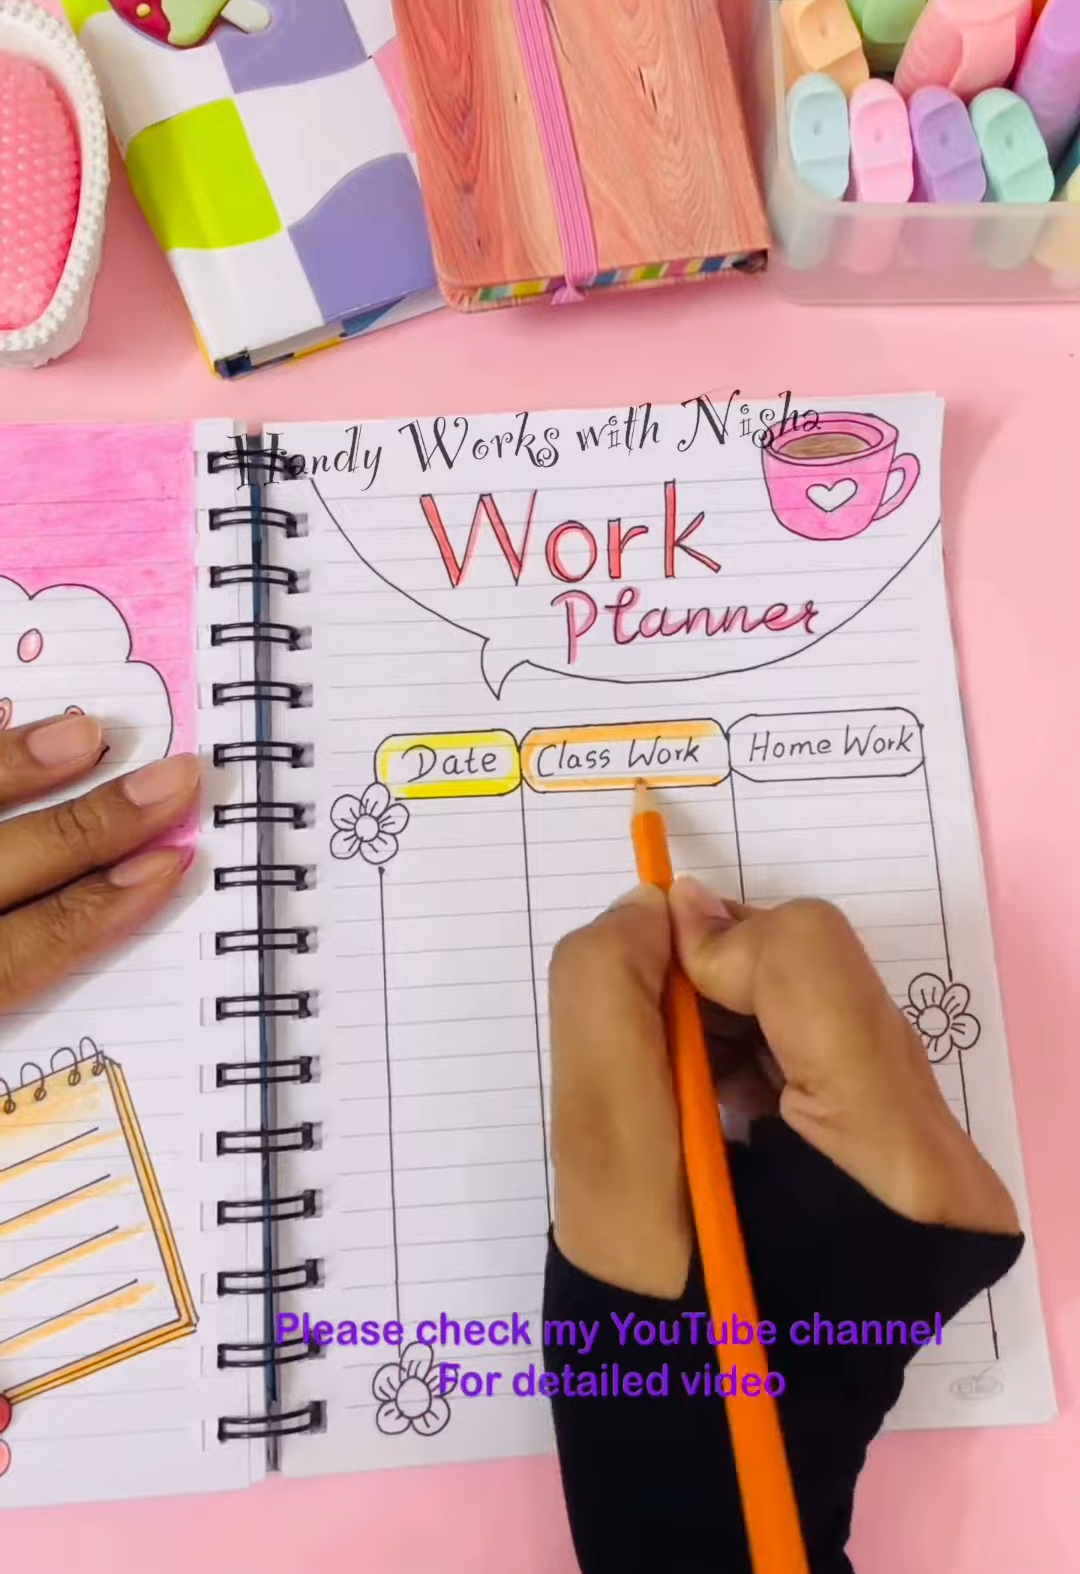 Handy Works with Nisha
Work
Planner
Date Class Work Home Work
Please check my YouTube channel
For detailed video